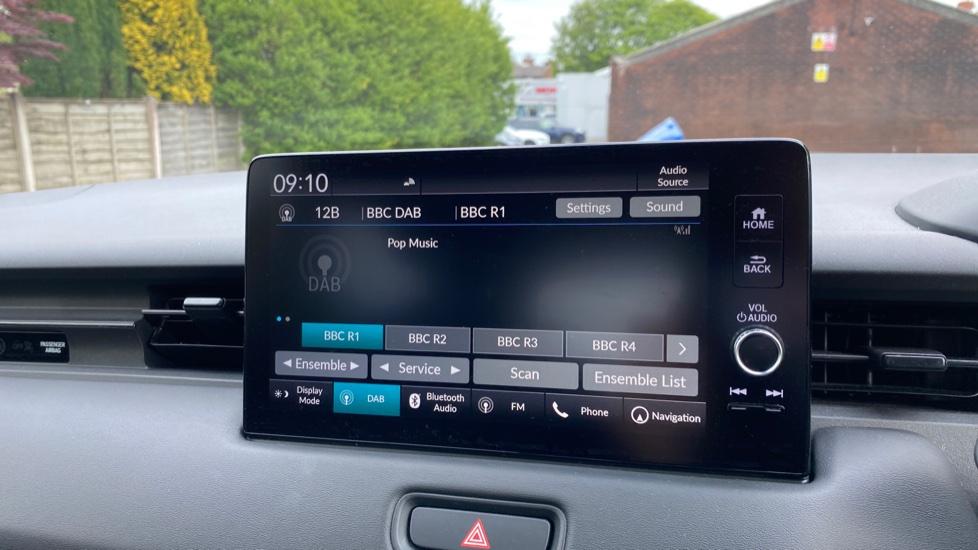 09:10
Audio
Source
DAB 12B BBC DAB BBC R1 Settings Sound
Pop Music
DAB
HOME
BACK
VOL
AUDIO
BBC R1 BBC R2 BBC R3 BBC R4
Ensemble Service Scan Ensemble List
Display
Mode
DAB
Bluetooth
Audio
FM
Phone
Navigation
PASSENGER
AIRBAG